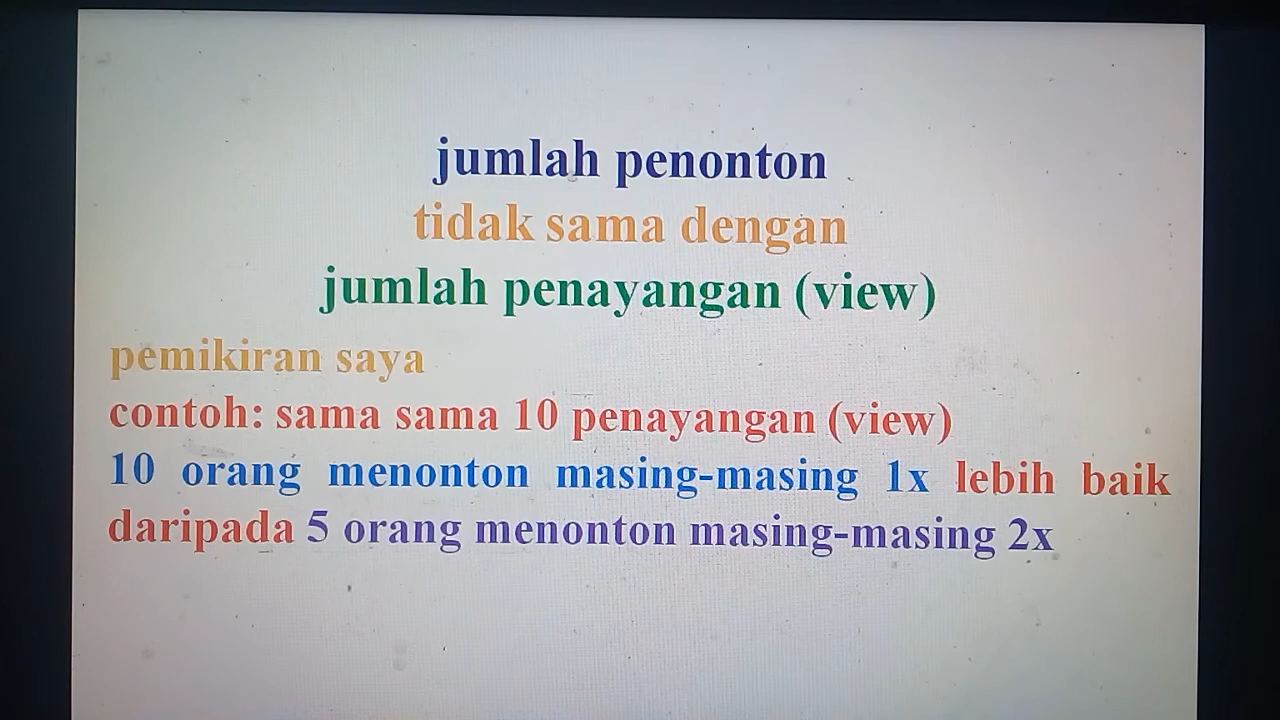 jumlah penonton
tidak sama dengan
jumlah penayangan (view)
pemikiran saya
contoh: sama sama 10 penayangan (view)
10 orang menonton masing-masing 1x lebih baik
daripada 5 orang menonton masing-masing 2x